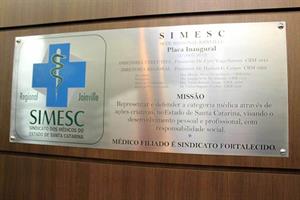 SIMESC
Placa Inaugural
Regional Joinville
SIMESC
SINDICATO DOS MÉDICOS DO
ESTADO DE SANTA CATARINA
MISSÃO
Representar e defender a categoria médica através de
ações, no Estado de Santa Catarina, visando o
desenvolvimento pessoal e profissional, com
responsabilidade social.
MÉDICO FILIADO É SINDICATO FORTALECIDO.